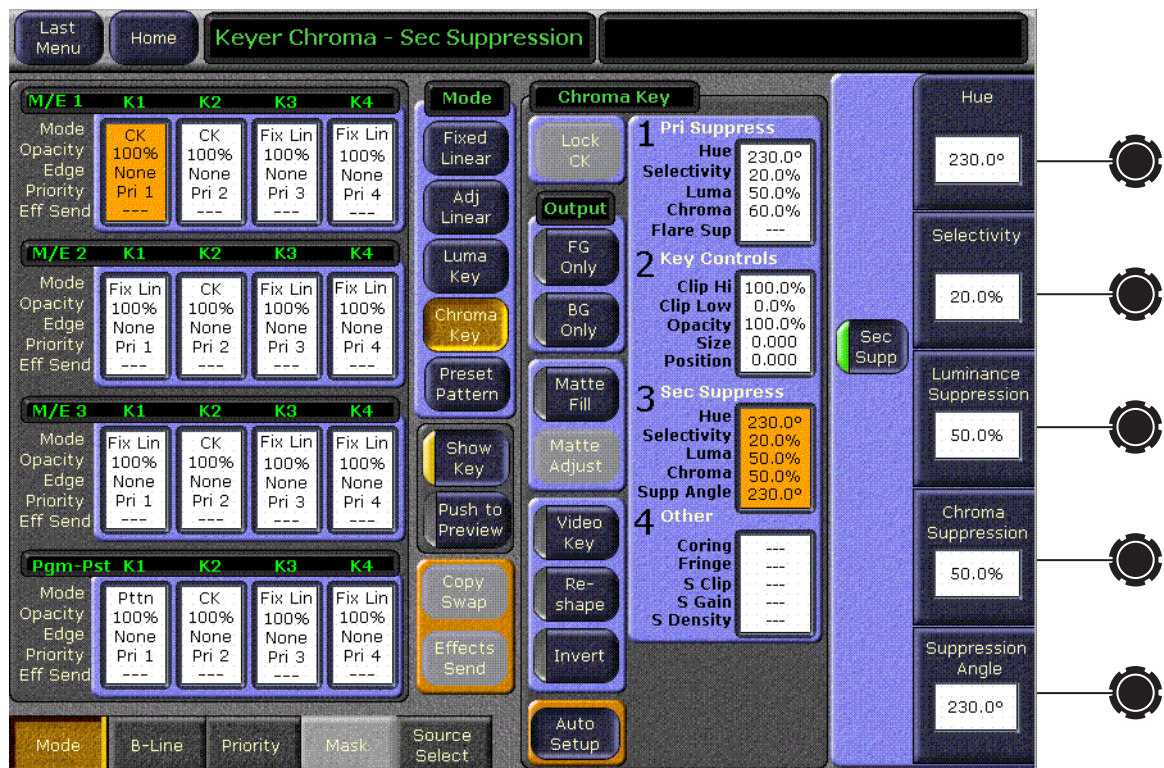 Last Menu
Home
Keyer Chroma - Sec Suppression
M/E 1 K1 K2 K3 K4
Mode CK CK Fix Lin Fix Lin
Opacity 100% 100% 100% 100%
Edge None None None None
Priority Pri 1 Pri 2 Pri 3 Pri 4
Eff Send --- --- --- ---
M/E 2 K1 K2 K3 K4
Mode Fix Lin CK Fix Lin Fix Lin
Opacity 100% 100% 100% 100%
Edge None None None None
Priority Pri 1 Pri 2 Pri 3 Pri 4
Eff Send --- --- --- ---
M/E 3 K1 K2 K3 K4
Mode Fix Lin CK Fix Lin Fix Lin
Opacity 100% 100% 100% 100%
Edge None None None None
Priority Pri 1 Pri 2 Pri 3 Pri 4
Eff Send --- --- --- ---
Pgm-Pst K1 K2 K3 K4
Mode Pttn CK Fix Lin Fix Lin
Opacity 100% 100% 100% 100%
Edge None None None None
Priority Pri 1 Pri 2 Pri 3 Pri 4
Eff Send --- --- --- ---
Mode
Fixed
Linear
Adj
Linear
Luma
Key
Chroma
Key
Preset
Pattern
Show
Key
Push to
Preview
Copy
Swap
Effects
Send
Chroma Key
Lock
CK
Output
FG
Only
BG
Only
Matte
Fill
Matte
Adjust
Video
Key
Re-
shape
Invert
Auto
Setup
1 Pri Suppress
Hue 230.0º
Selectivity 20.0%
Luma 50.0%
Chroma 60.0%
Flare Sup ---
2 Key Controls
Clip Hi 100.0%
Clip Low 0.0%
Opacity 100.0%
Size 0.000
Position 0.000
3 Sec Suppress
Hue 230.0º
Selectivity 20.0%
Luma 50.0%
Chroma 50.0%
Supp Angle 230.0º
4 Other
Coring ---
Fringe ---
S Clip ---
S Gain ---
S Density ---
Sec
Supp
Hue
230.0º
Selectivity
20.0%
Luminance
Suppression
50.0%
Chroma
Suppression
50.0%
Suppression
Angle
230.0º
Mode
B-Line
Priority
Mask
Source
Select